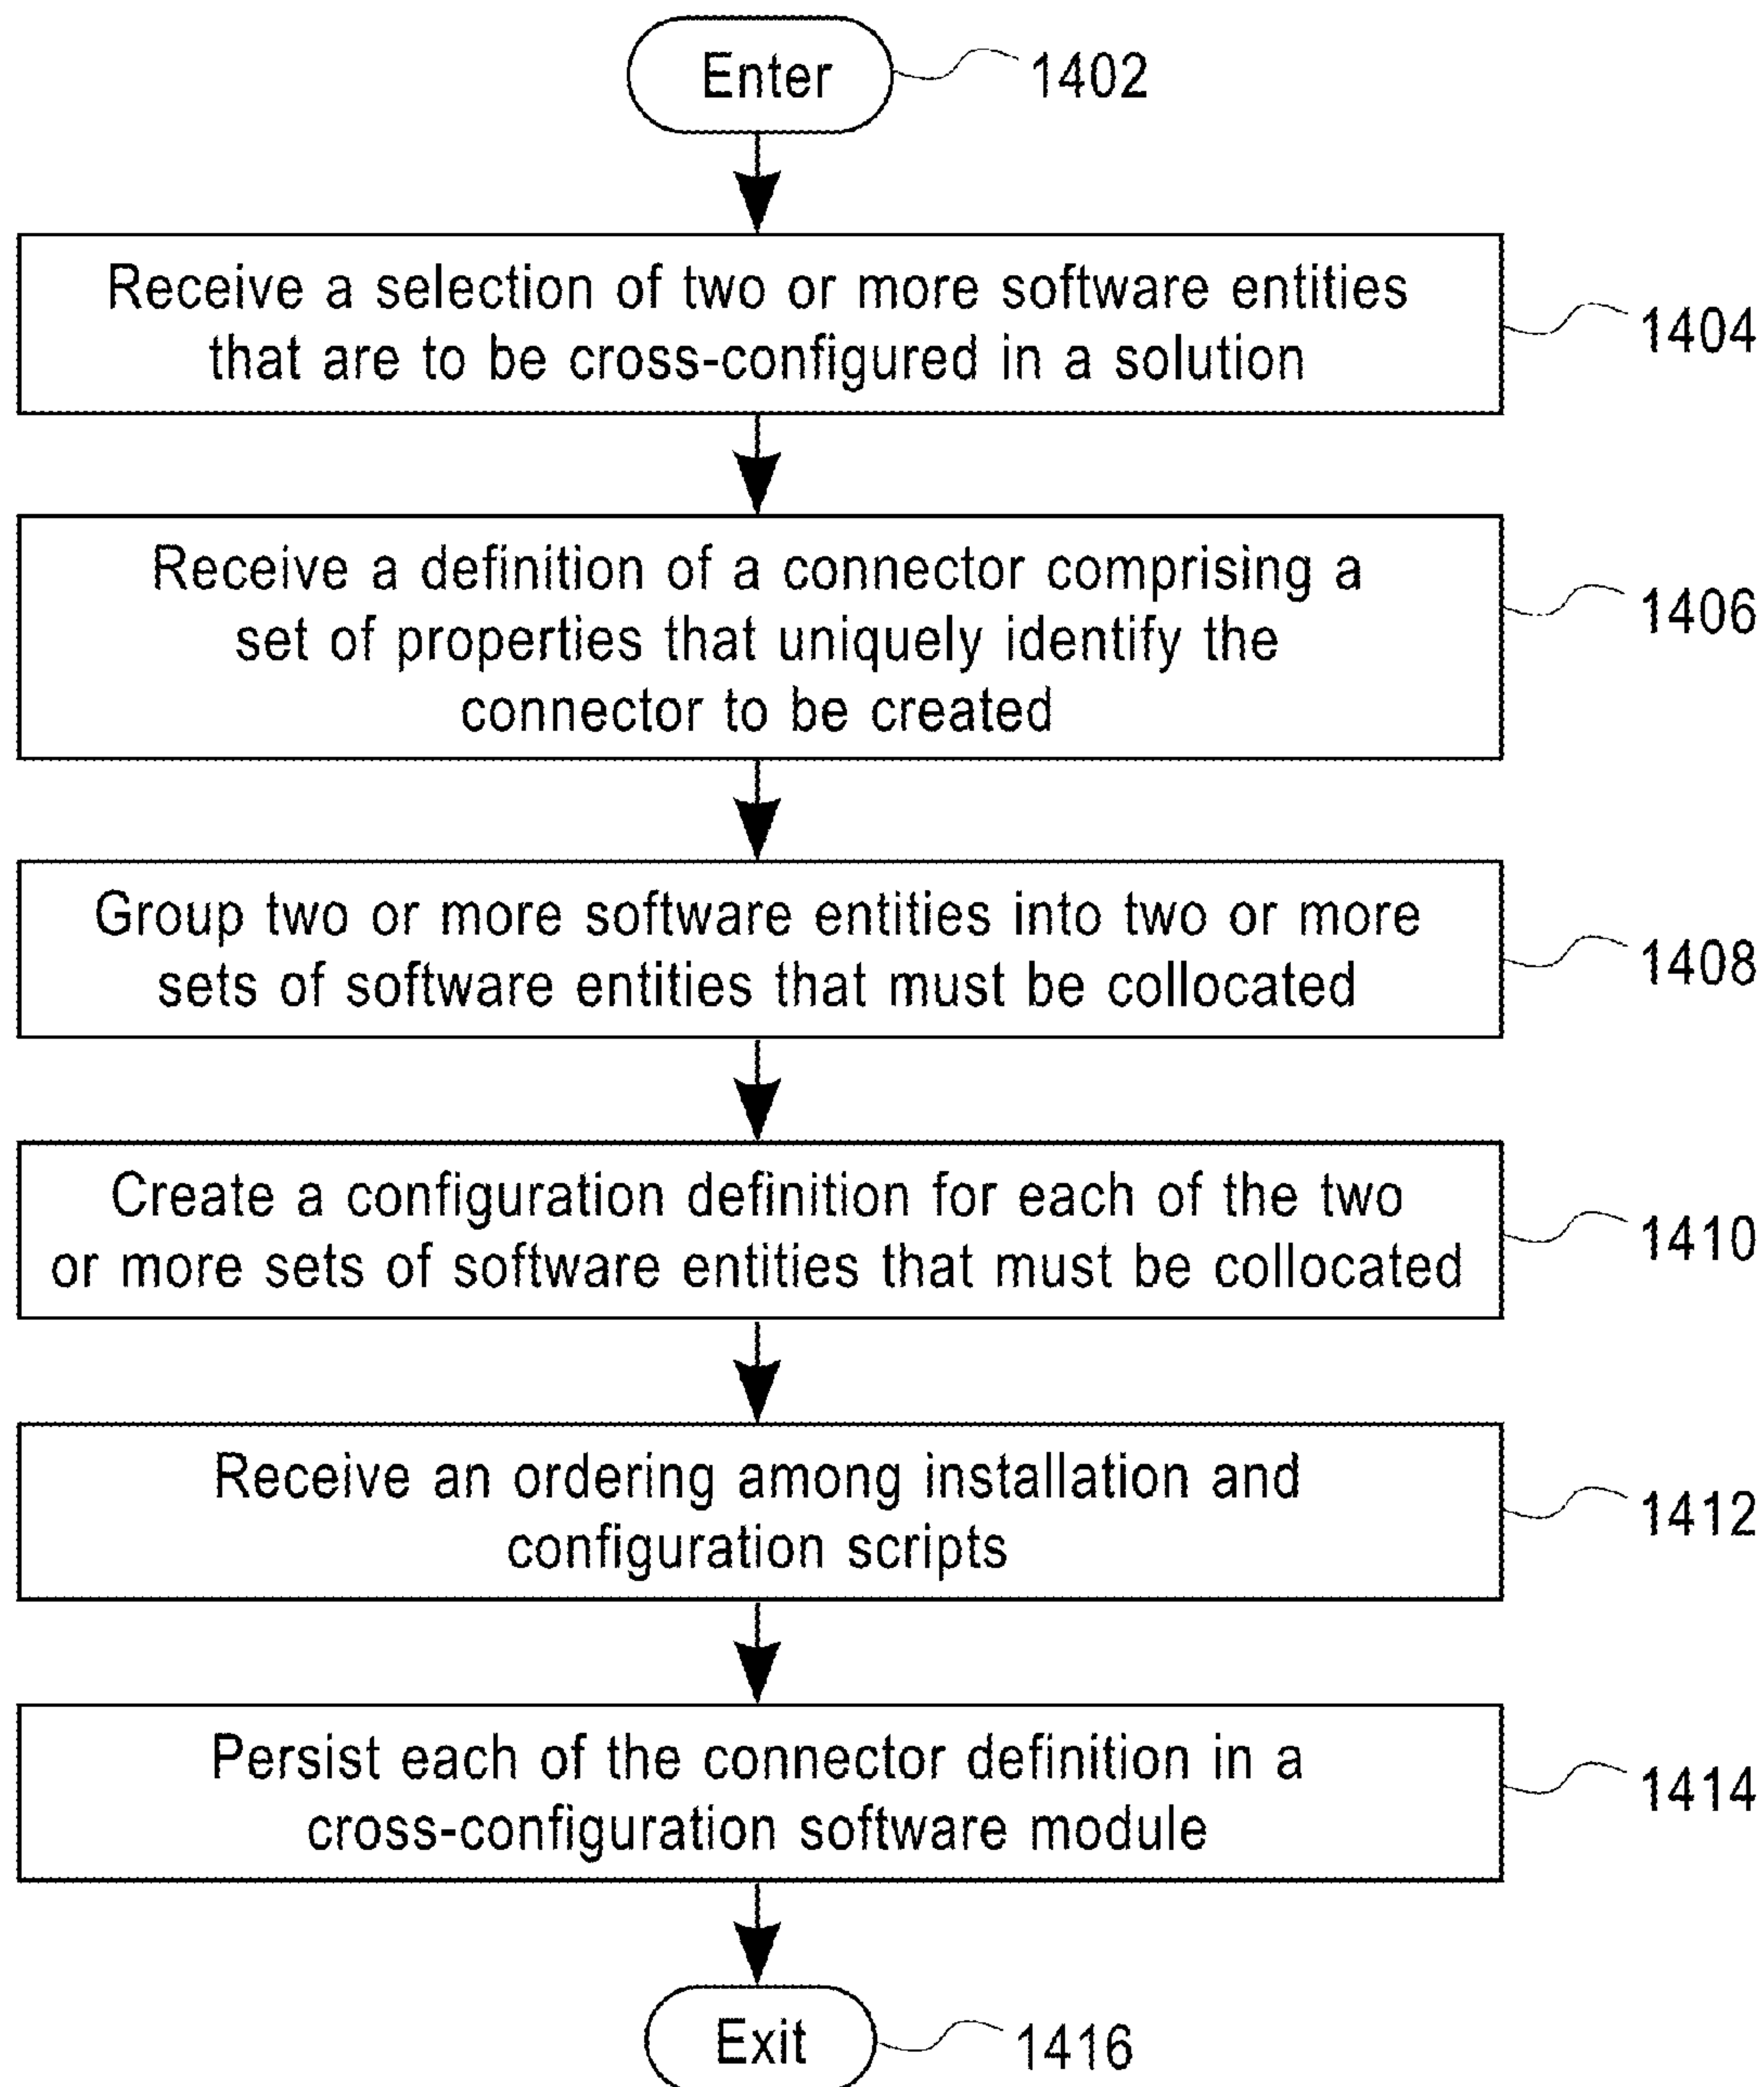 Enter
1402
Receive a selection of two or more software entities
that are to be cross-configured in a solution
1404
Receive a definition of a connector comprising a
set of properties that uniquely identify the
connector to be created
1406
Group two or more software entities into two or more
sets of software entities that must be collocated
1408
Create a configuration definition for each of the two
or more sets of software entities that must be collocated
1410
Receive an ordering among installation and
configuration scripts
1412
Persist each of the connector definition in a
cross-configuration software module
1414
Exit
1416